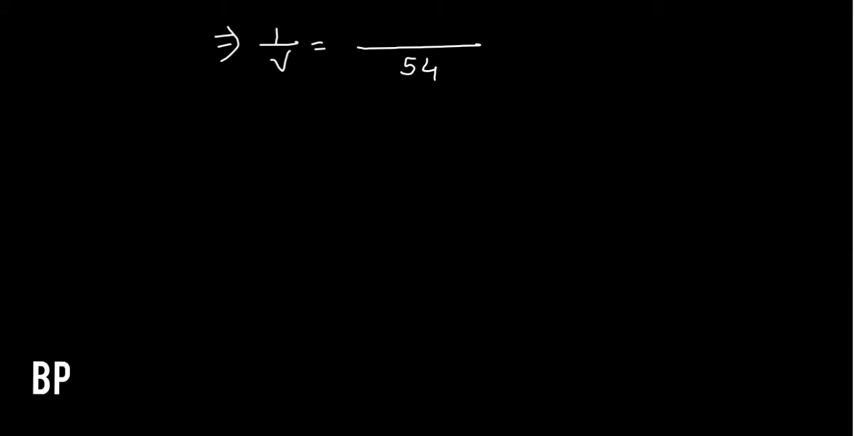 ⇒ 1/v = /54
BP